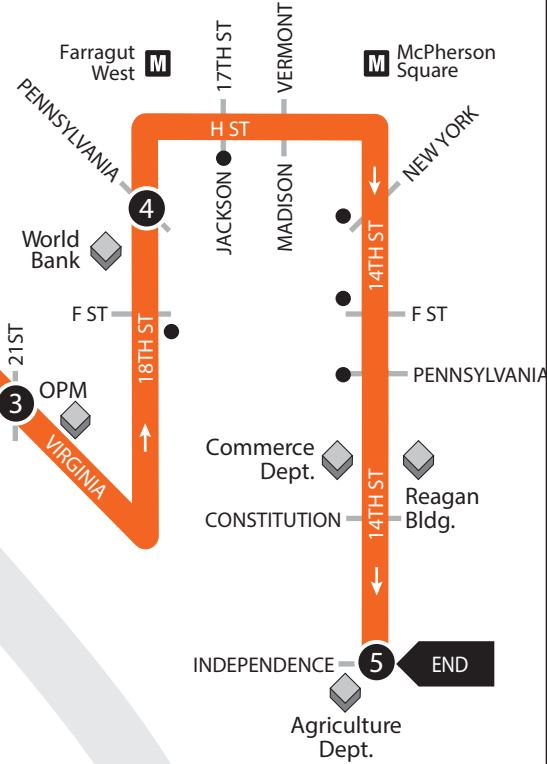 Farragut
West
M
17TH ST
VERMONT
M
McPherson
Square
PENNSYLVANIA
H ST
NEW YORK
JACKSON
MADISON
4
World
Bank
14TH ST
F ST
18TH ST
F ST
21ST
3
OPM
PENNSYLVANIA
VIRGINIA
Commerce
Dept.
Reagan
Bldg.
14TH ST
CONSTITUTION
INDEPENDENCE
5
END
Agriculture
Dept.